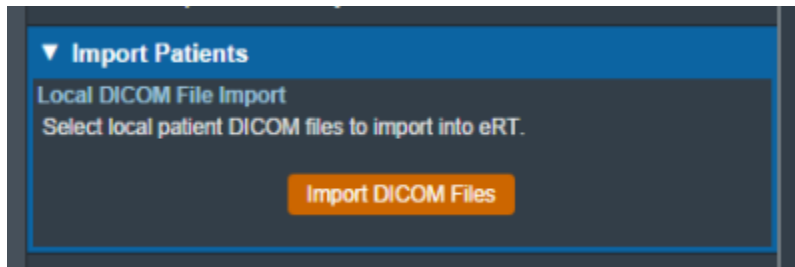 Import Patients
Local DICOM File Import
Select local patient DICOM files to import into eRT.
Import DICOM Files